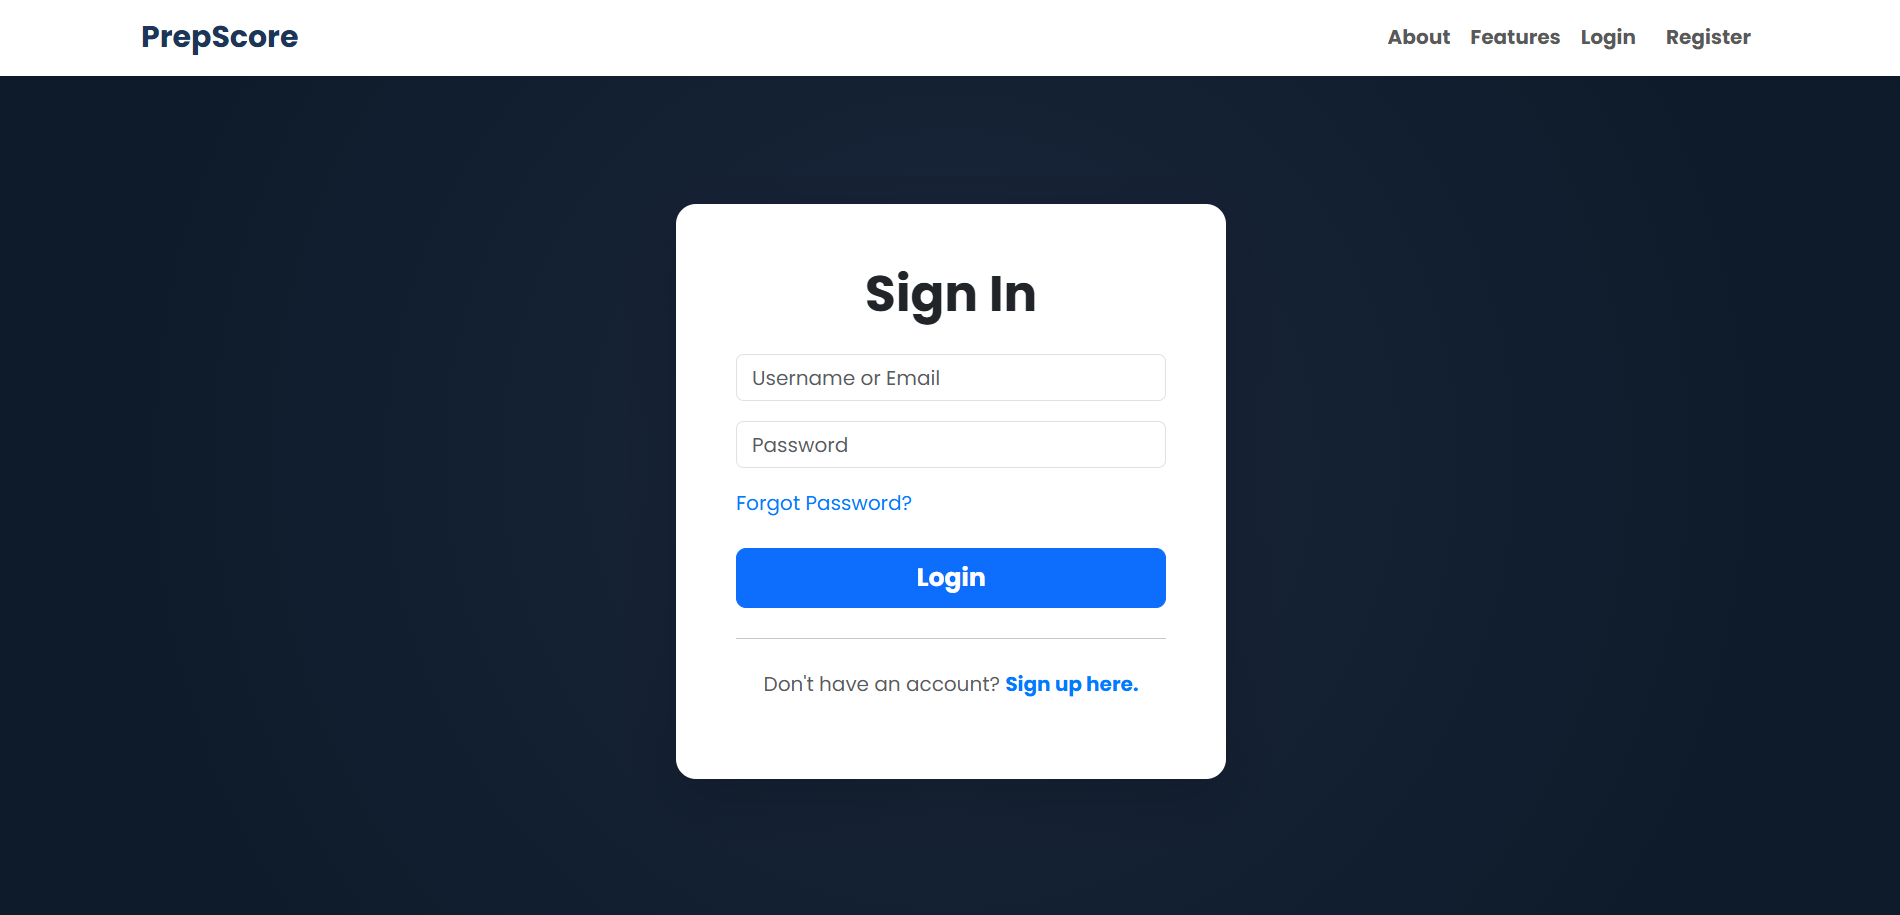 PrepScore About Features Login Register
Sign In
Username or Email
Password
Forgot Password?
Login
Don't have an account? Sign up here.